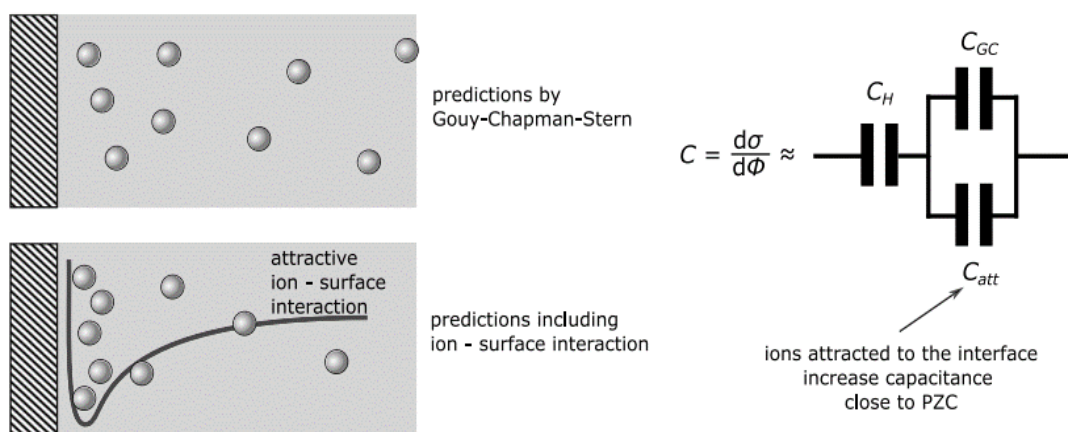 predictions by
Gouy-Chapman-Stern
attractive
ion - surface
interaction
predictions including
ion - surface interaction
C = dσ/dΦ ≈
C_H
C_GC
C_att
ions attracted to the interface
increase capacitance
close to PZC